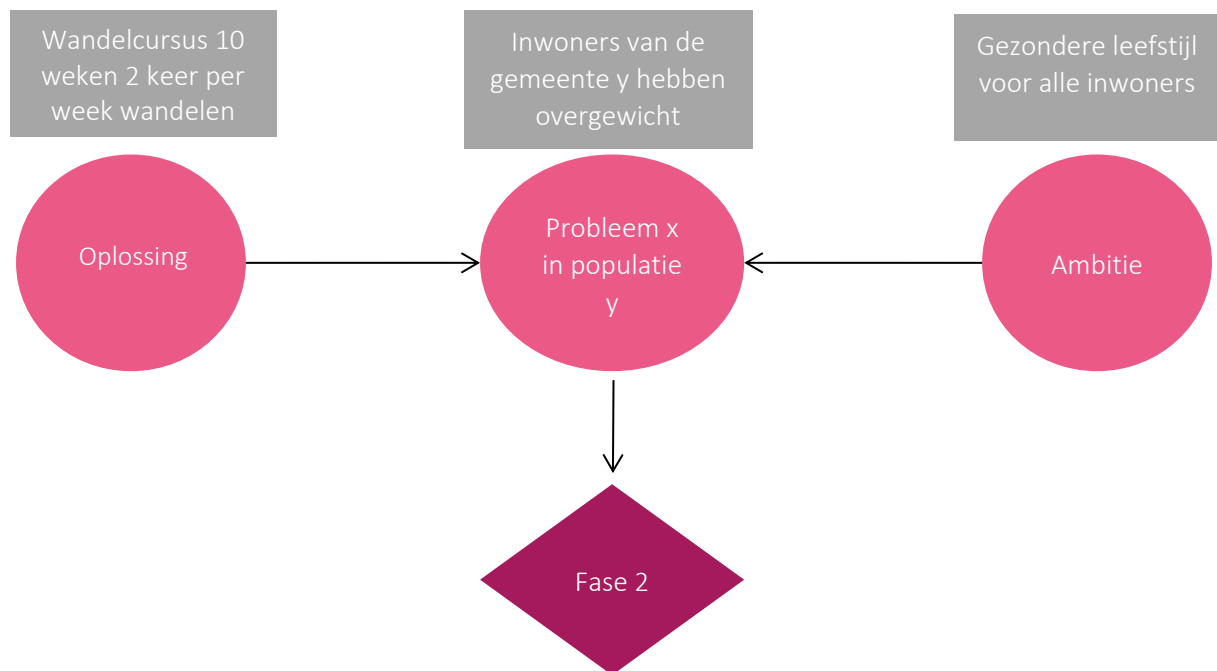 Wandelcursus 10
weken 2 keer per
week wandelen
Inwoners van de
gemeente y hebben
overgewicht
Gezondere leefstijl
voor alle inwoners
Oplossing
Probleem x
in populatie
y
Ambitie
Fase 2